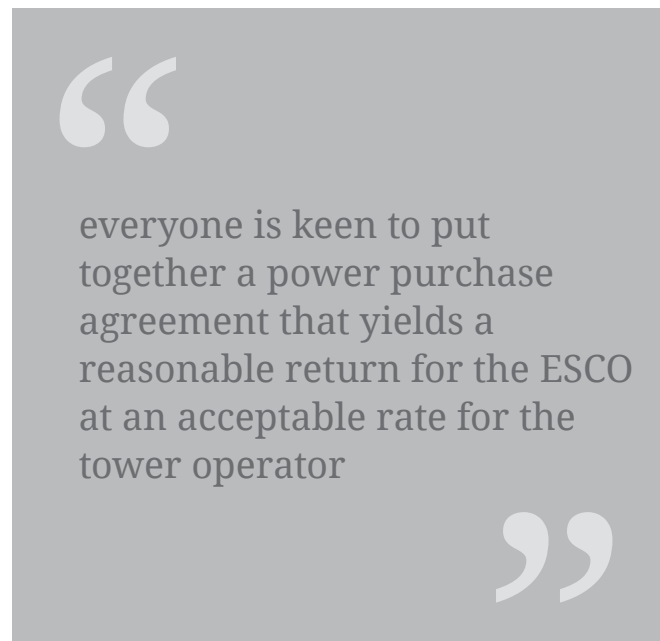 “
everyone is keen to put
together a power purchase
agreement that yields a
reasonable return for the ESCO
at an acceptable rate for the
tower operator
”